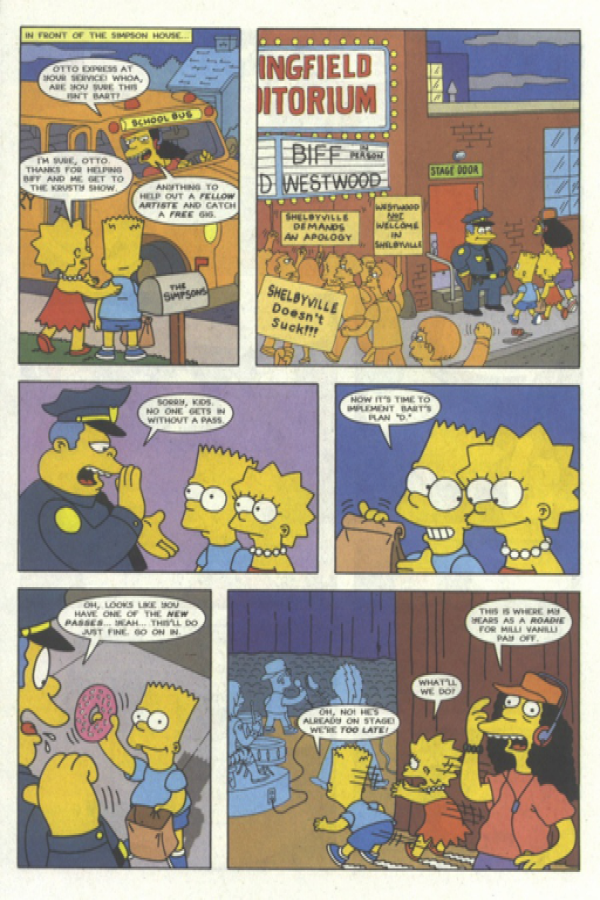 IN FRONT OF THE SIMPSON HOUSE...
OTTO EXPRESS AT
YOUR SERVICE! WHOA,
ARE YOU SURE THIS
ISN'T BART?
SCHOOL BUS
I'M SURE, OTTO.
THANKS FOR HELPING
BIFF AND ME GET TO
THE KRUSTY SHOW.
ANYTHING TO
HELP OUT A FELLOW
ARTISTE AND CATCH
A FREE GIG.
THE
SIMPSONS
INGFIELD
DITORIUM
BIFF IN PERSON
D WESTWOOD
STAGE DOOR
SHELBYVILLE
DEMANDS
AN APOLOGY
WESTWOOD
NOT
WELCOME
IN
SHELBYVILLE
SHELBYVILLE
Doesn't
Suck!!!
SORRY, KIDS.
NO ONE GETS IN
WITHOUT A PASS.
NOW IT'S TIME TO
IMPLEMENT BART'S
PLAN "D."
OH, LOOKS LIKE YOU
HAVE ONE OF THE NEW
PASSES... YEAH... THIS'LL DO
JUST FINE. GO ON IN.
OH, NO! HE'S
ALREADY ON STAGE!
WE'RE TOO LATE!
WHAT'LL
WE DO?
THIS IS WHERE MY
YEARS AS A ROADIE
FOR MILLI VANILLI
PAY OFF.